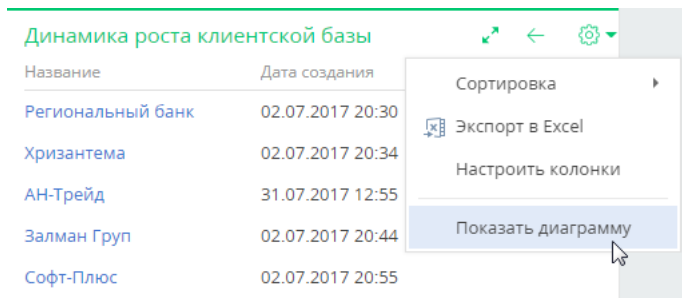 Динамика роста клиентской базы
Название Дата создания
Региональный банк 02.07.2017 20:30
Хризантема 02.07.2017 20:34
АН-Трейд 31.07.2017 12:55
Залман Груп 02.07.2017 20:44
Софт-Плюс 02.07.2017 20:55
Сортировка
Экспорт в Excel
Настроить колонки
Показать диаграмму